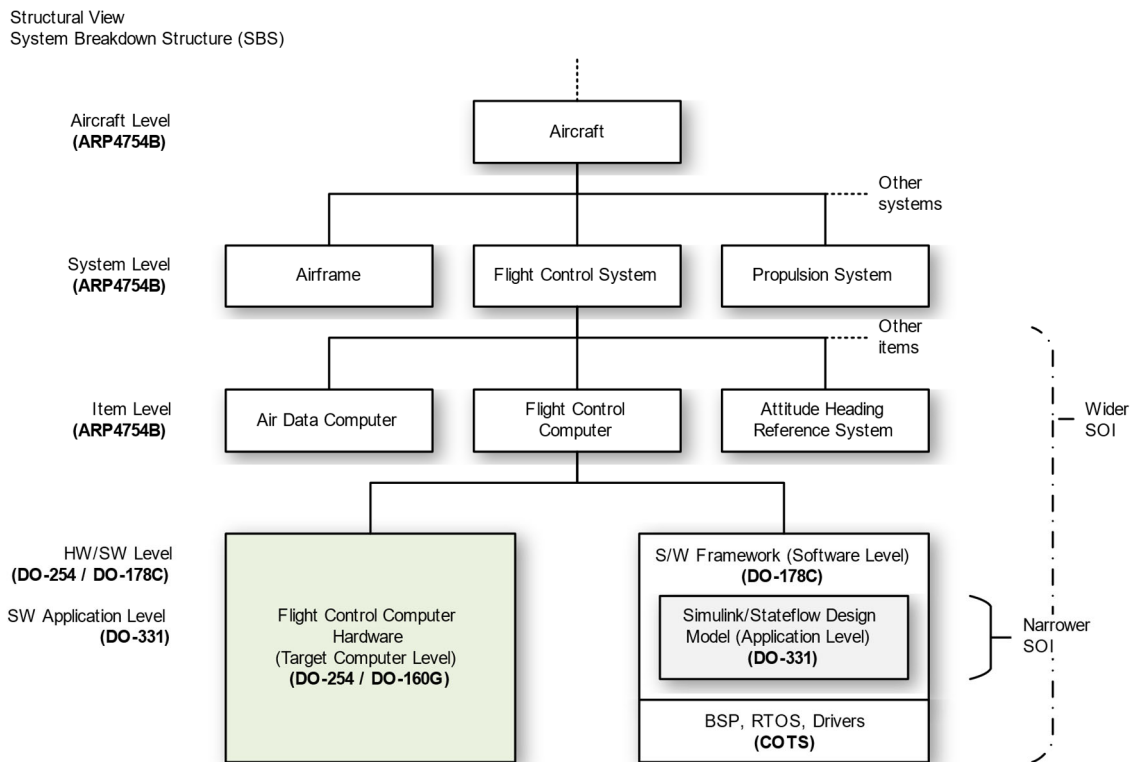 Structural View
System Breakdown Structure (SBS)
Aircraft Level
(ARP4754B)
Aircraft
Other
systems
System Level
(ARP4754B)
Airframe
Flight Control System
Propulsion System
Other
items
Item Level
(ARP4754B)
Air Data Computer
Flight Control
Computer
Attitude Heading
Reference System
Wider
SOI
HW/SW Level
(DO-254 / DO-178C)
SW Application Level
(DO-331)
Flight Control Computer
Hardware
(Target Computer Level)
(DO-254 / DO-160G)
S/W Framework (Software Level)
(DO-178C)
Simulink/Stateflow Design
Model (Application Level)
(DO-331)
Narrower
SOI
BSP, RTOS, Drivers
(COTS)